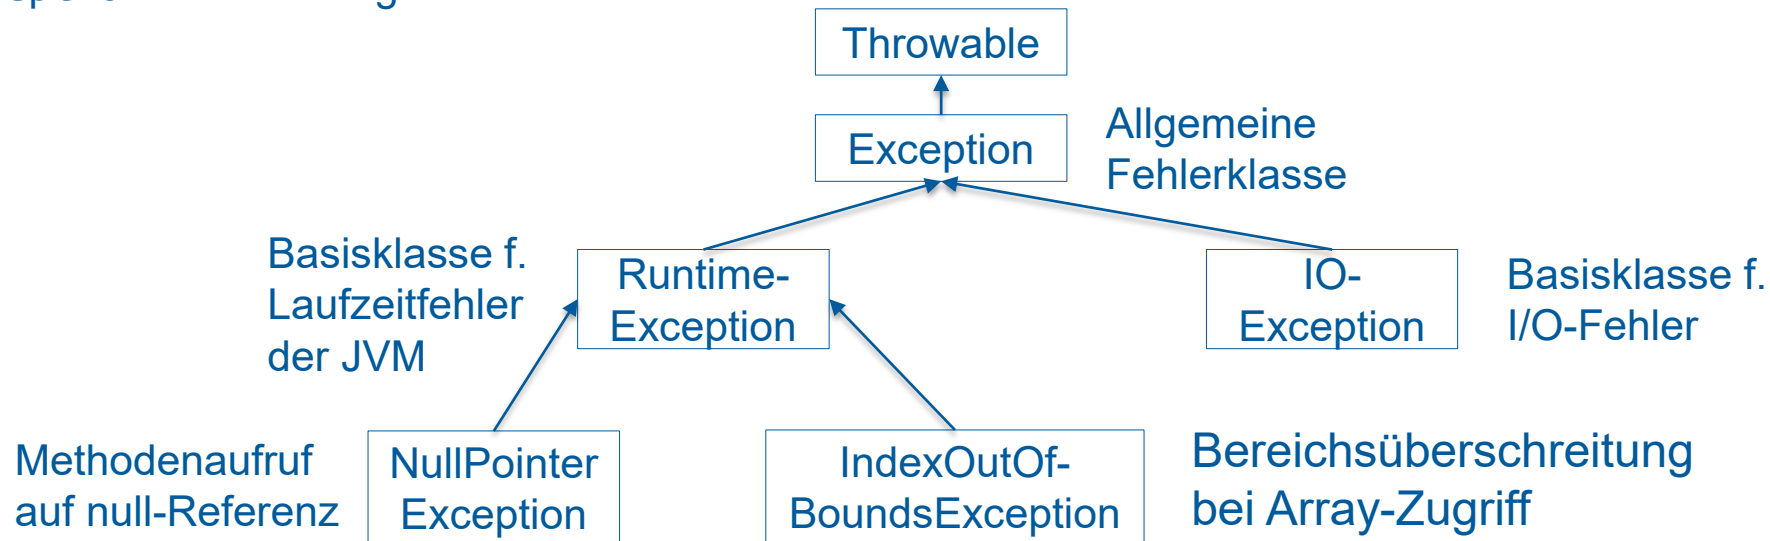 Throwable
Exception
Allgemeine
Fehlerklasse
Basisklasse f.
Laufzeitfehler
der JVM
Runtime-
Exception
IO-
Exception
Basisklasse f.
I/O-Fehler
Methodenaufruf
auf null-Referenz
NullPointer
Exception
IndexOutOf-
BoundsException
Bereichsüberschreitung
bei Array-Zugriff